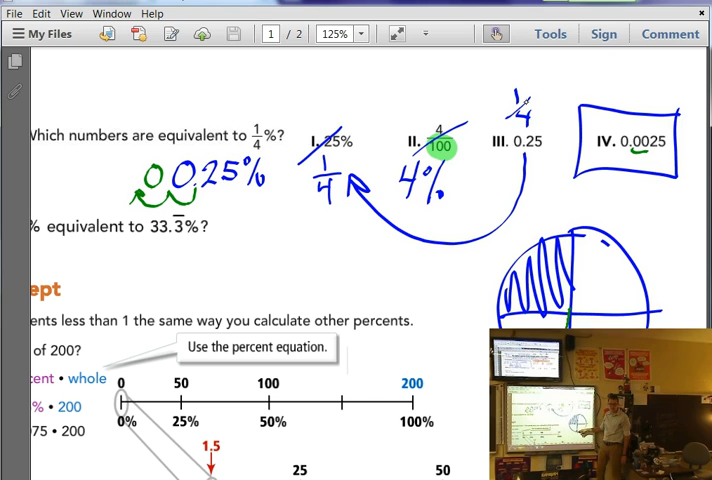 File Edit View Window Help
My Files 1 / 2 125% Tools Sign Comment
1/4
Which numbers are equivalent to 1/4%? I. 25% II. 4/100 III. 0.25 IV. 0.0025
0 0.25% 1/4 4%
% equivalent to 33.3̅%?
ept
ents less than 1 the same way you calculate other percents.
of 200?
Use the percent equation.
cent • whole 0 50 100 200
% • 200
075 • 200 0% 25% 50% 100%
1.5
25 50